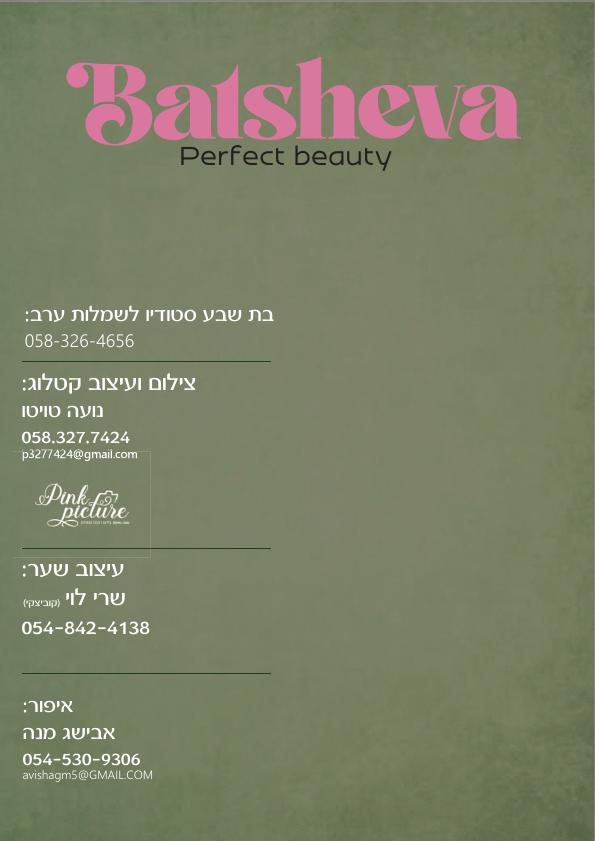 Batsheva
Perfect beauty
בת שבע סטודיו לשמלות ערב:
058-326-4656
צילום ועיצוב קטלוג:
נועה טויטו
058.327.7424
p3277424@gmail.com
Pink
picture
עיצוב שער:
שרי לוי (קוביצקי)
054-842-4138
איפור:
אבישג מנה
054-530-9306
avishagm5@GMAIL.COM